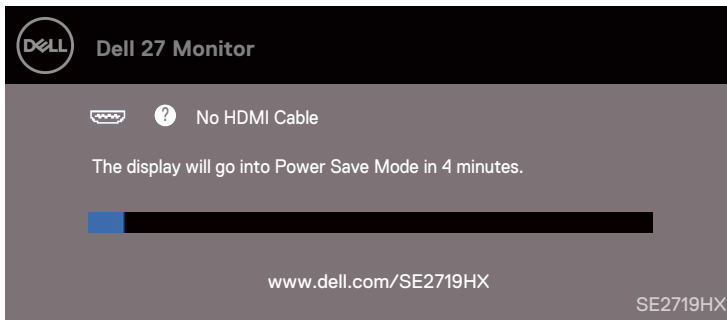 DELL
Dell 27 Monitor
? No HDMI Cable
The display will go into Power Save Mode in 4 minutes.
www.dell.com/SE2719HX
SE2719HX